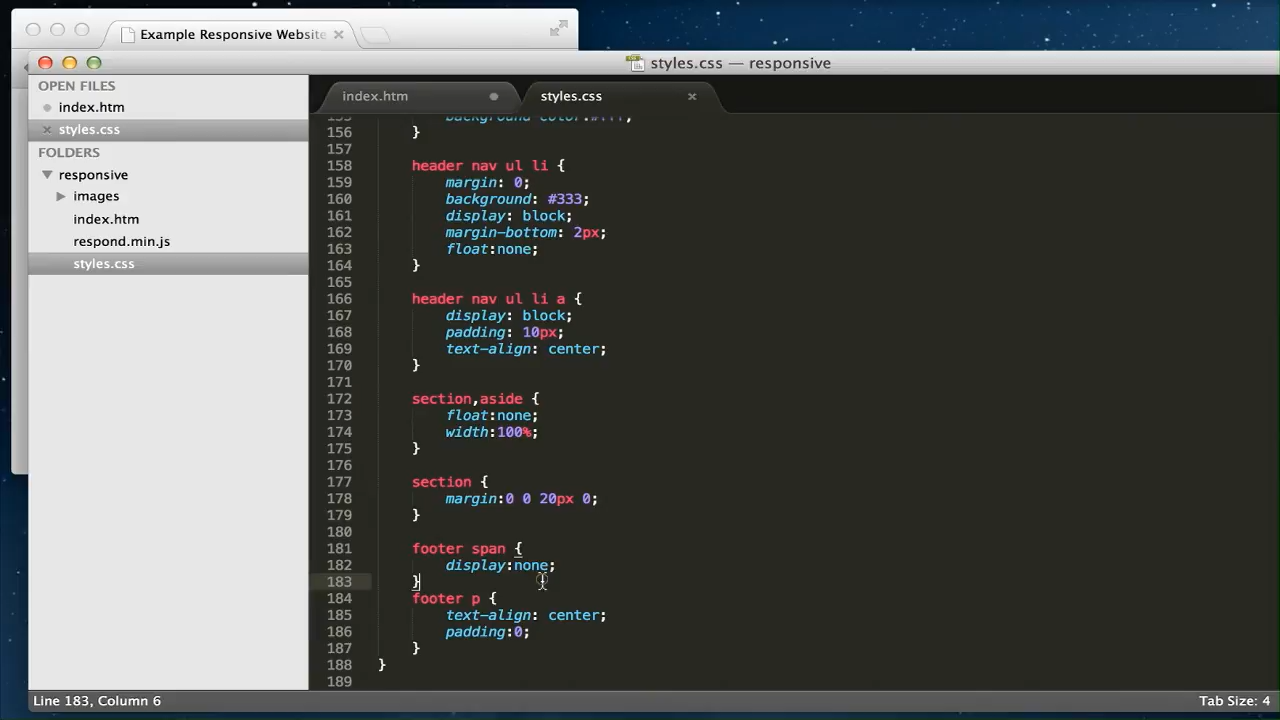 Example Responsive Website
styles.css — responsive
OPEN FILES
index.htm
styles.css
FOLDERS
responsive
images
index.htm
respond.min.js
styles.css
index.htm
styles.css
156 }
157
158 header nav ul li {
159 margin: 0;
160 background: #333;
161 display: block;
162 margin-bottom: 2px;
163 float:none;
164 }
165
166 header nav ul li a {
167 display: block;
168 padding: 10px;
169 text-align: center;
170 }
171
172 section,aside {
173 float:none;
174 width:100%;
175 }
176
177 section {
178 margin:0 0 20px 0;
179 }
180
181 footer span {
182 display:none;
183 }
184 footer p {
185 text-align: center;
186 padding:0;
187 }
188 }
189
Line 183, Column 6
Tab Size: 4